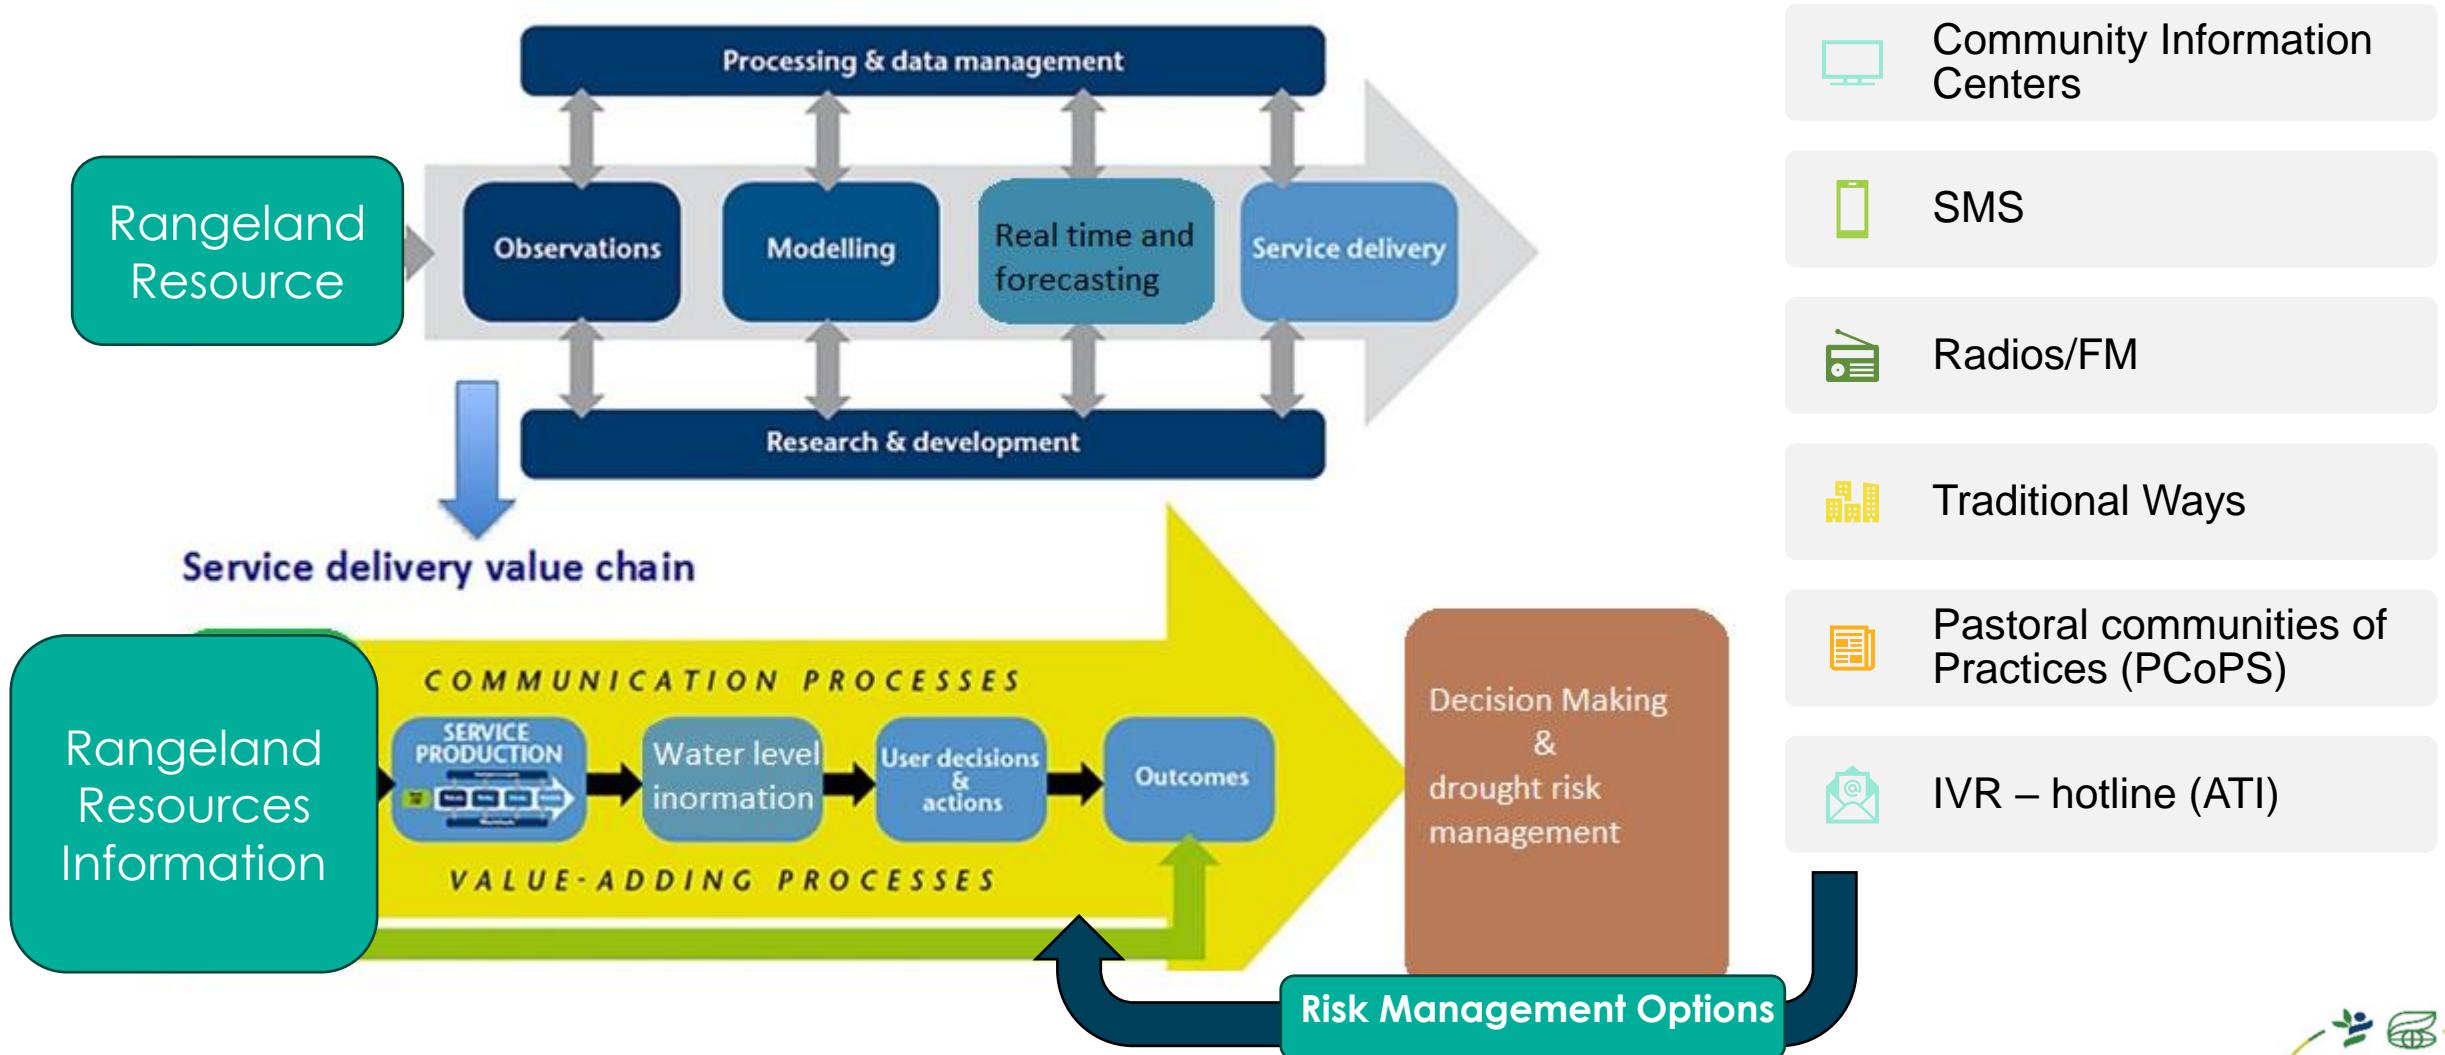 Processing & data management
Rangeland
Resource
Observations
Modelling
Real time and
forecasting
Service delivery
Research & development
Service delivery value chain
COMMUNICATION PROCESSES
Rangeland
Resources
Information
SERVICE
PRODUCTION
Water level
inormation
User decisions
&
actions
Outcomes
VALUE-ADDING PROCESSES
Decision Making
&
drought risk
management
Risk Management Options
Community Information
Centers
SMS
Radios/FM
Traditional Ways
Pastoral communities of
Practices (PCoPS)
IVR – hotline (ATI)